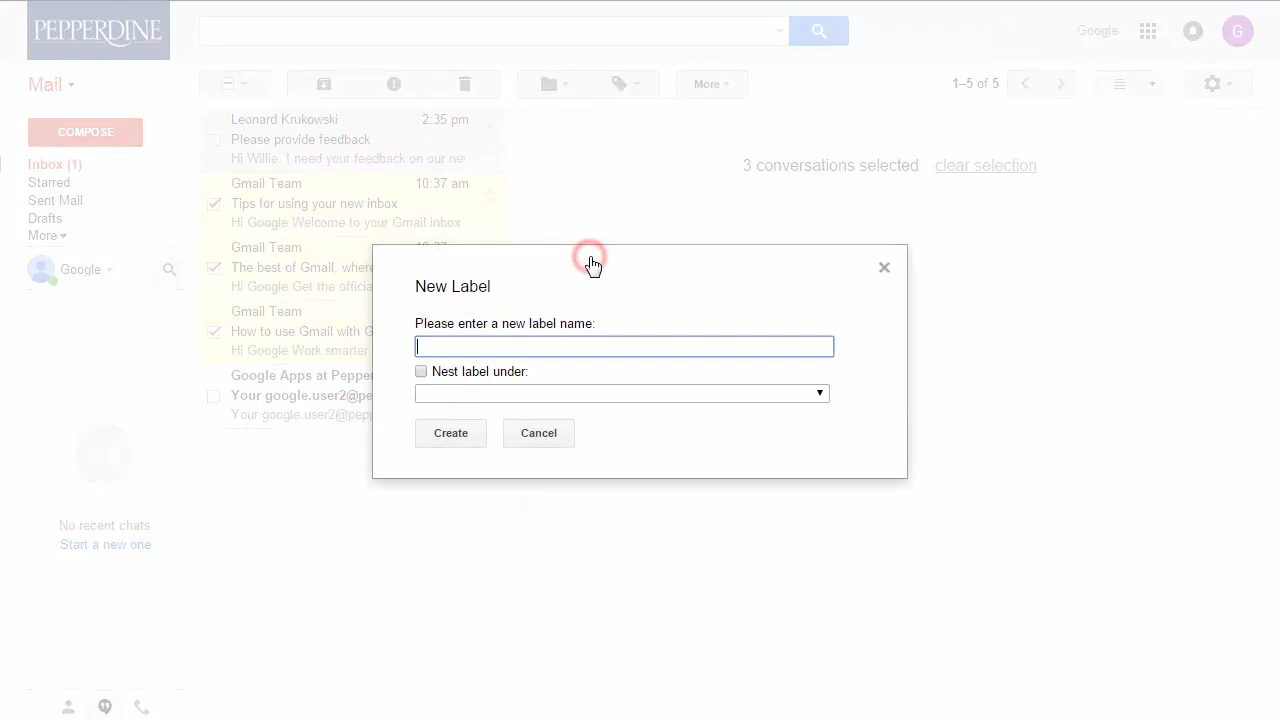 PEPPERDINE
Google
G
Mail
More
1–5 of 5
COMPOSE
Inbox (1)
Starred
Sent Mail
Drafts
More
Google
No recent chats
Start a new one
Leonard Krukowski 2:35 pm
Please provide feedback
Hi Willie, I need your feedback on our ne
Gmail Team 10:37 am
Tips for using your new inbox
Hi Google Welcome to your Gmail inbox
Gmail Team
The best of Gmail, where
Hi Google Get the officia
Gmail Team
How to use Gmail with G
Hi Google Work smarter
Google Apps at Pepper
Your google.user2@pe
Your google.user2@pepp
3 conversations selected clear selection
New Label
Please enter a new label name:
Nest label under:
Create Cancel